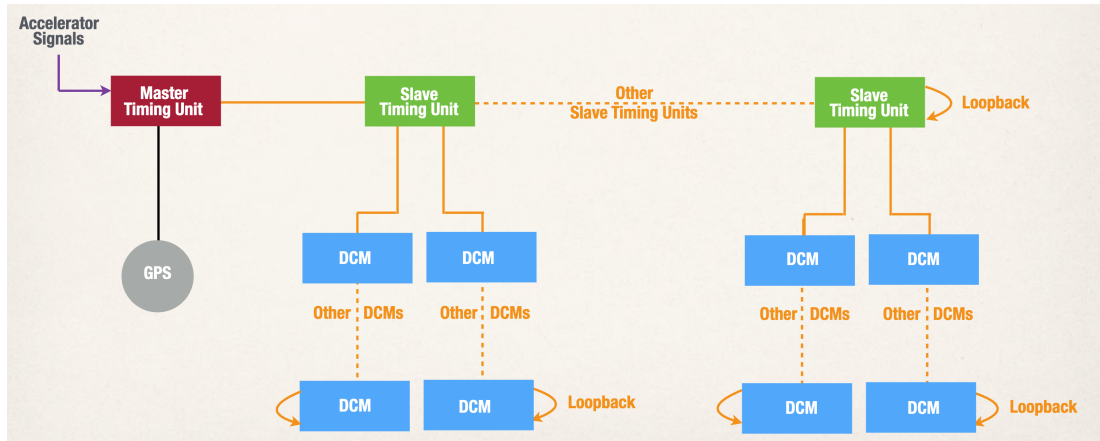 Accelerator
Signals
Master
Timing Unit
Slave
Timing Unit
Other
Slave Timing Units
Slave
Timing Unit
Loopback
GPS
DCM
DCM
DCM
DCM
Other DCMs
Other DCMs
Other DCMs
Other DCMs
DCM
DCM
Loopback
DCM
DCM
Loopback